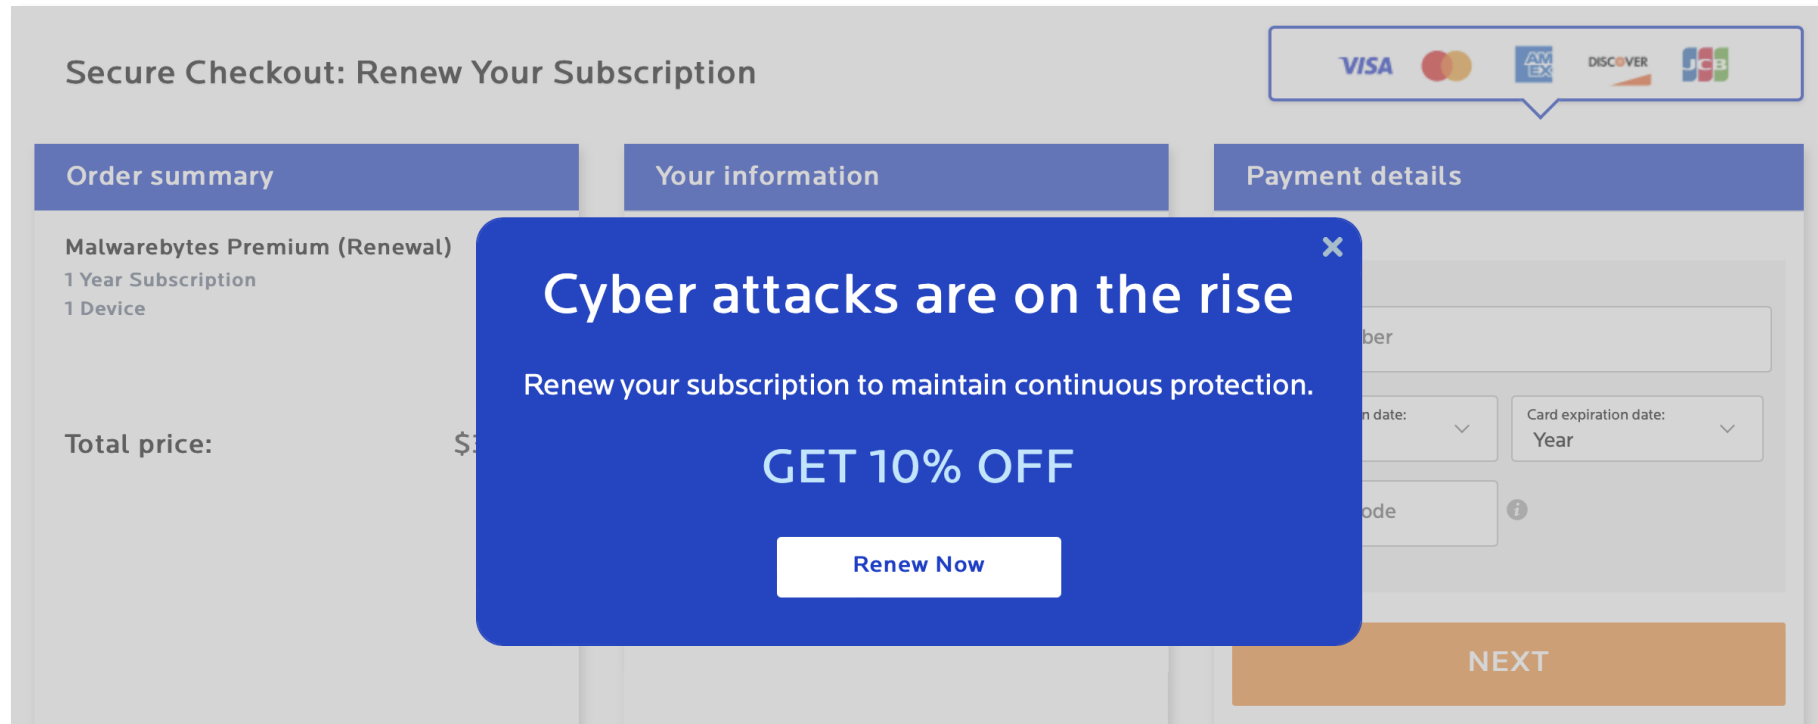 Secure Checkout: Renew Your Subscription
VISA
AM
EX
DISCOVER
JCB
Order summary
Your information
Payment details
Malwarebytes Premium (Renewal)
1 Year Subscription
1 Device
Total price:
Cyber attacks are on the rise
Renew your subscription to maintain continuous protection.
GET 10% OFF
Renew Now
date:
Card expiration date:
Year
NEXT